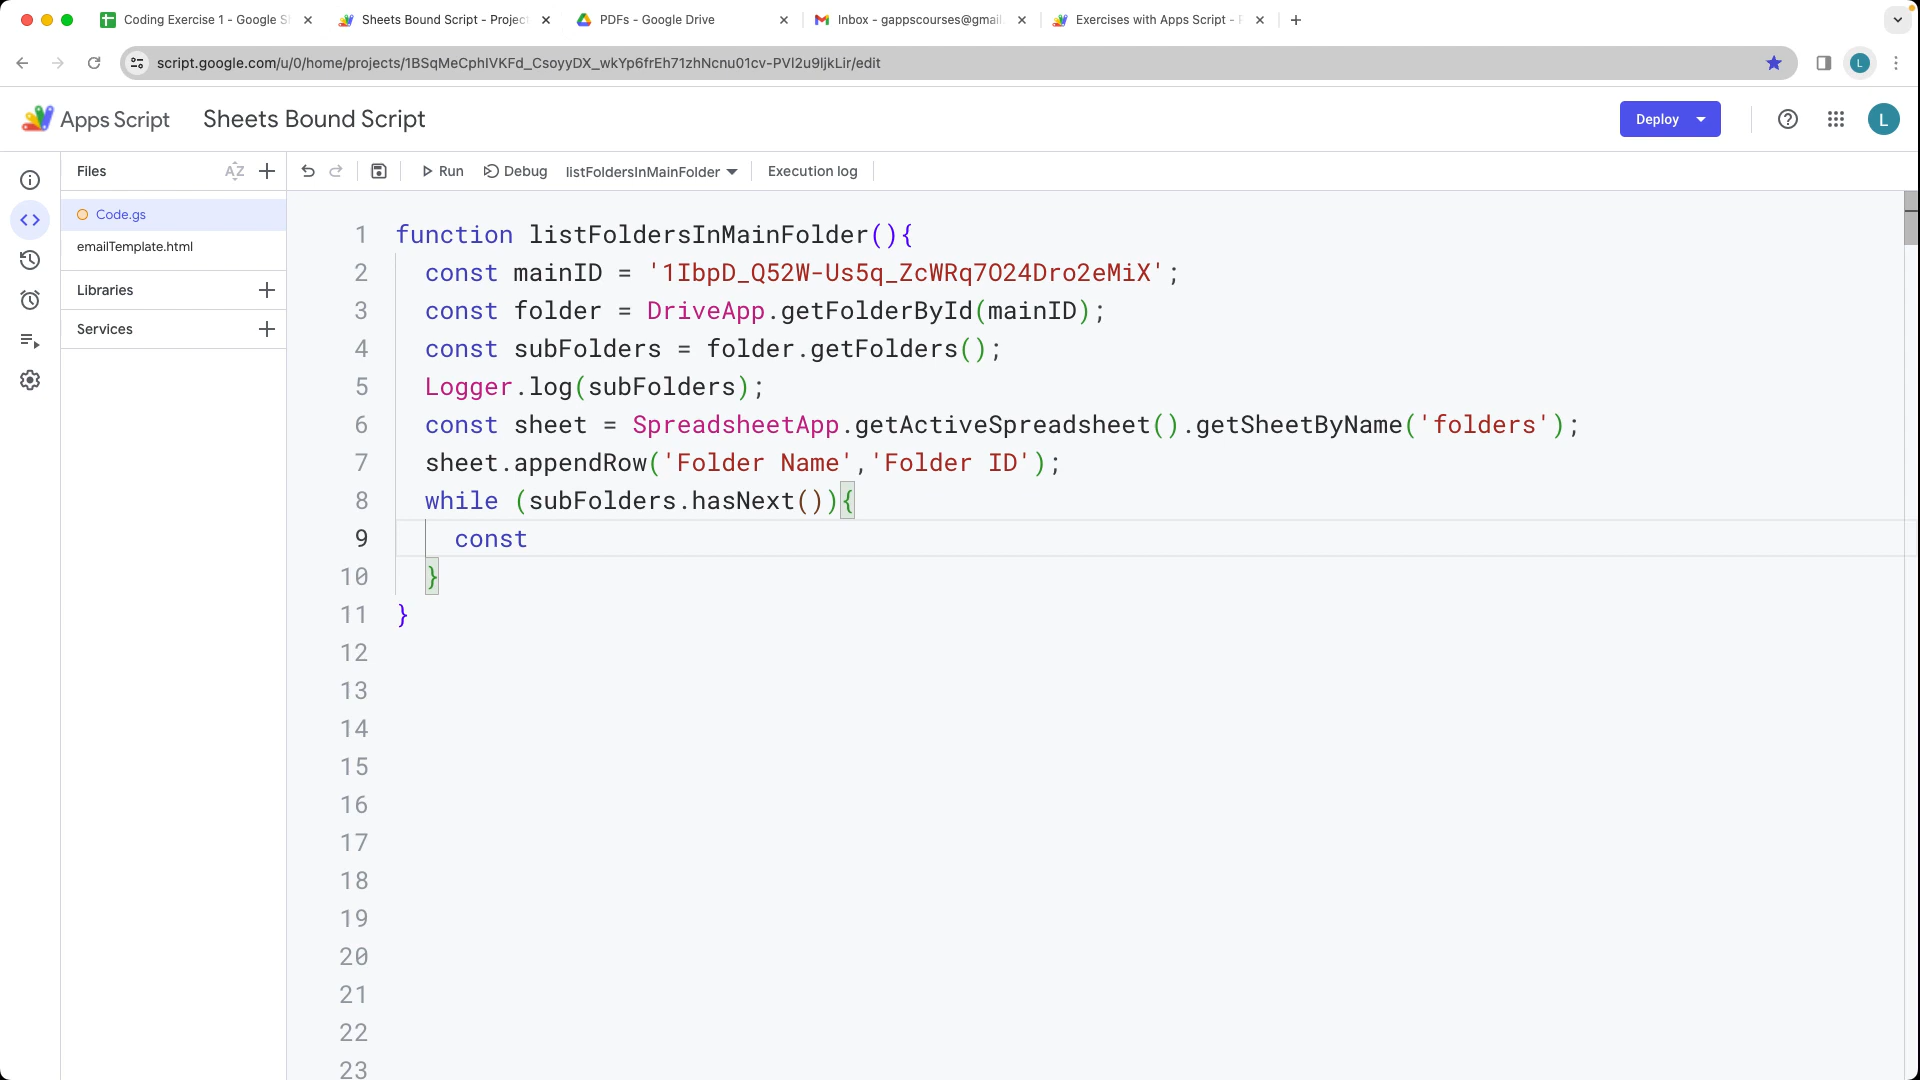 Coding Exercise 1 - Google S
Sheets Bound Script - Projec
PDFs - Google Drive
Inbox - gappscourses@gmail.
Exercises with Apps Script -
script.google.com/u/0/home/projects/1BSqMeCphIVKFd_CsoyyDX_wkYp6frEh71zhNcnu01cv-PVI2u9ljkLir/edit
L
Apps Script
Sheets Bound Script
Deploy
L
Files
AZ
Run
Debug
listFoldersInMainFolder
Execution log
Code.gs
emailTemplate.html
Libraries
Services
1 function listFoldersInMainFolder(){
2 const mainID = '1IbpD_Q52W-Us5q_ZcWRq7O24Dro2eMiX';
3 const folder = DriveApp.getFolderById(mainID);
4 const subFolders = folder.getFolders();
5 Logger.log(subFolders);
6 const sheet = SpreadsheetApp.getActiveSpreadsheet().getSheetByName('folders');
7 sheet.appendRow('Folder Name','Folder ID');
8 while (subFolders.hasNext()){
9 const
10 }
11 }
12
13
14
15
16
17
18
19
20
21
22
23